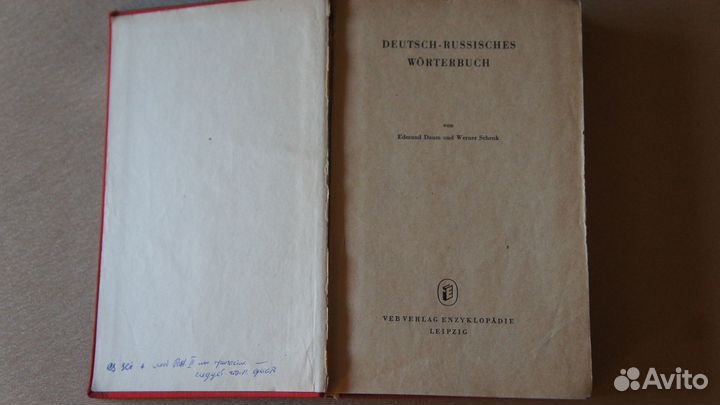 DEUTSCH-RUSSISCHES
WÖRTERBUCH
von
Edmund Daum und Werner Schenk
VEB VERLAG ENZYKLOPÄDIE
LEIPZIG
Avito